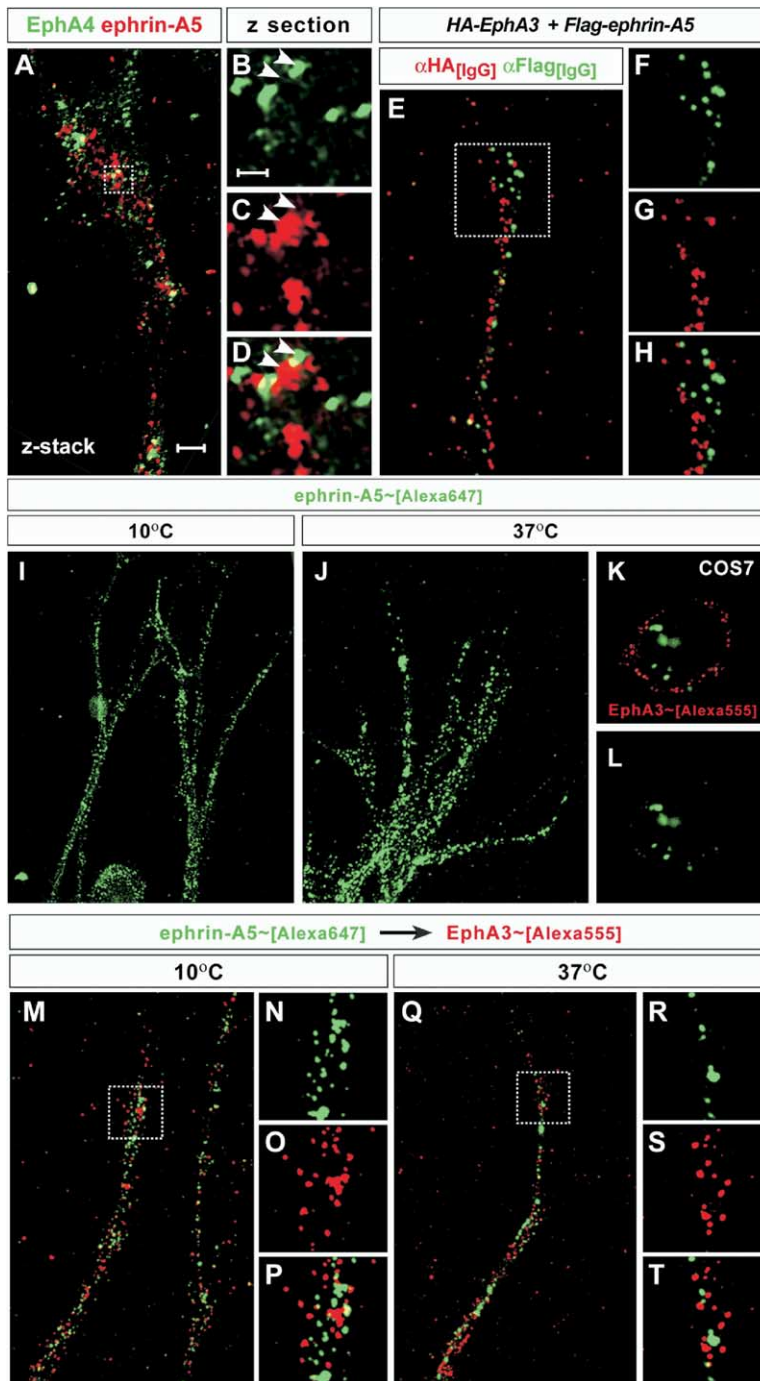 EphA4 ephrin-A5
z section
HA-EphA3 + Flag-ephrin-A5
αHA[IgG] αFlag[IgG]
A
B
C
D
E
F
G
H
z-stack
ephrin-A5~[Alexa647]
10°C
37°C
I
J
K
COS7
EphA3~[Alexa555]
L
ephrin-A5~[Alexa647] → EphA3~[Alexa555]
10°C
37°C
M
N
O
P
Q
R
S
T